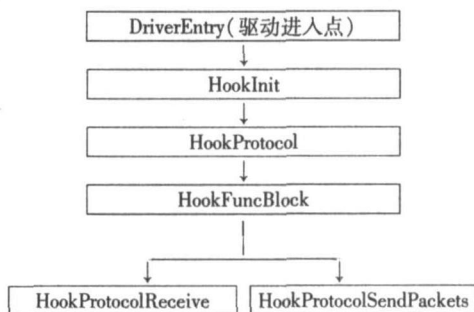 DriverEntry(驱动进入点)
HookInit
HookProtocol
HookFuncBlock
HookProtocolReceive
HookProtocolSendPackets